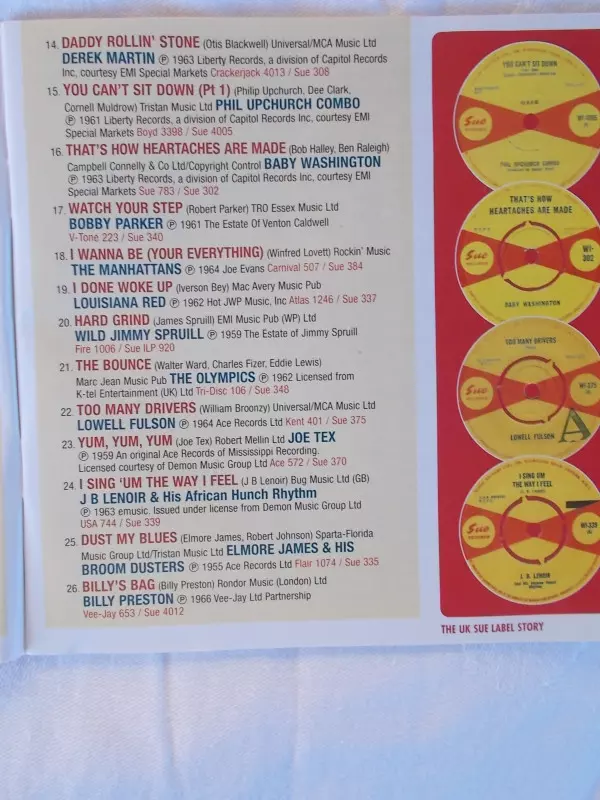 14. DADDY ROLLIN' STONE (Otis Blackwell) Universal/MCA Music Ltd
DEREK MARTIN ℗ 1963 Liberty Records, a division of Capitol Records
Inc, courtesy EMI Special Markets Crackerjack 4013 / Sue 308
15. YOU CAN'T SIT DOWN (Pt 1) (Philip Upchurch, Dee Clark,
Cornell Muldrow) Tristan Music Ltd PHIL UPCHURCH COMBO
℗ 1961 Liberty Records, a division of Capitol Records Inc, courtesy EMI
Special Markets Boyd 3398 / Sue 4005
16. THAT'S HOW HEARTACHES ARE MADE (Bob Halley, Ben Raleigh)
Campbell Connelly & Co Ltd/Copyright Control BABY WASHINGTON
℗ 1963 Liberty Records, a division of Capitol Records Inc, courtesy EMI
Special Markets Sue 783 / Sue 302
17. WATCH YOUR STEP (Robert Parker) TRO Essex Music Ltd
BOBBY PARKER ℗ 1961 The Estate Of Venton Caldwell
V-Tone 223 / Sue 340
18. I WANNA BE (YOUR EVERYTHING) (Winfred Lovett) Rockin' Music
THE MANHATTANS ℗ 1964 Joe Evans Carnival 507 / Sue 384
19. I DONE WOKE UP (Iverson Bey) Mac Avery Music Pub
LOUISIANA RED ℗ 1962 Hot JWP Music, Inc Atlas 1246 / Sue 337
20. HARD GRIND (James Spruill) EMI Music Pub (WP) Ltd
WILD JIMMY SPRUILL ℗ 1959 The Estate of Jimmy Spruill
Fire 1006 / Sue ILP 920
21. THE BOUNCE (Walter Ward, Charles Fizer, Eddie Lewis)
Marc Jean Music Pub THE OLYMPICS ℗ 1962 Licensed from
K-tel Entertainment (UK) Ltd Tri-Disc 106 / Sue 348
22. TOO MANY DRIVERS (William Broonzy) Universal/MCA Music Ltd
LOWELL FULSON ℗ 1964 Ace Records Ltd Kent 401 / Sue 375
23. YUM, YUM, YUM (Joe Tex) Robert Mellin Ltd JOE TEX
℗ 1959 An original Ace Records of Mississippi Recording.
Licensed courtesy of Demon Music Group Ltd Ace 572 / Sue 370
24. I SING 'UM THE WAY I FEEL (J B Lenoir) Bug Music Ltd (GB)
J B LENOIR & His African Hunch Rhythm
℗ 1963 emusic. Issued under license from Demon Music Group Ltd
USA 744 / Sue 339
25. DUST MY BLUES (Elmore James, Robert Johnson) Sparta-Florida
Music Group Ltd/Tristan Music Ltd ELMORE JAMES & HIS
BROOM DUSTERS ℗ 1955 Ace Records Ltd Flair 1074 / Sue 335
26. BILLY'S BAG (Billy Preston) Rondor Music (London) Ltd
BILLY PRESTON ℗ 1966 Vee-Jay Ltd Partnership
Vee-Jay 653 / Sue 4012
YOU CAN'T SIT DOWN
Sue
PHIL UPCHURCH COMBO
THAT'S HOW
HEARTACHES ARE MADE
Sue
WI-
302
BABY WASHINGTON
TOO MANY DRIVERS
Sue
WI-375
LOWELL FULSON
A
I SING UM
THE WAY I FEEL
Sue
J. B. LENOIR
THE UK SUE LABEL STORY